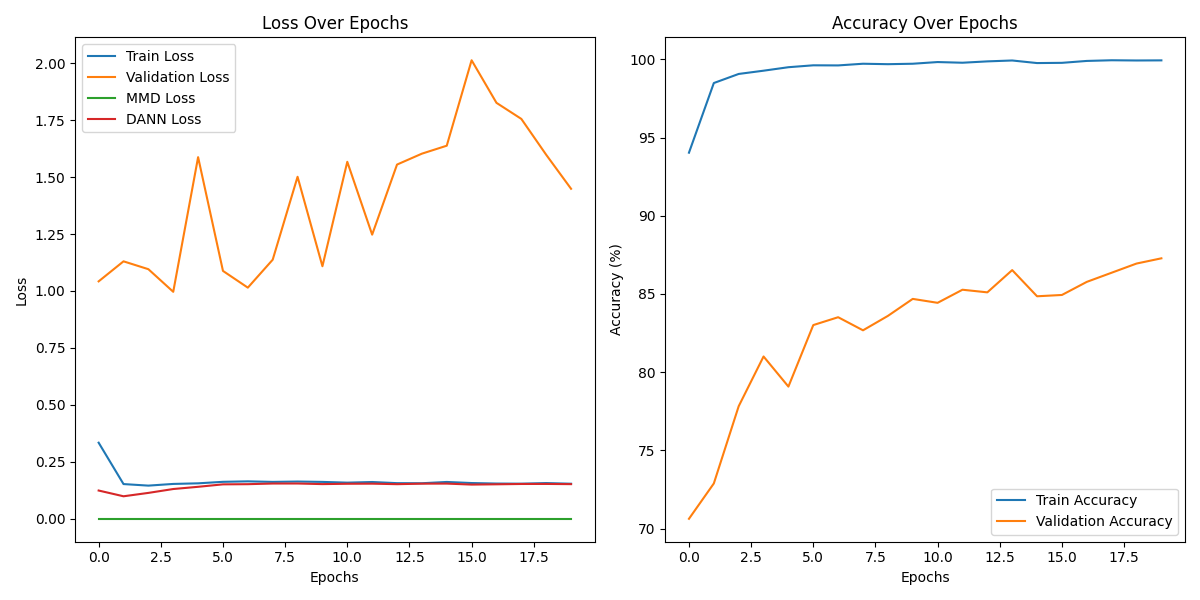 Loss Over Epochs
Train Loss
Validation Loss
MMD Loss
DANN Loss
2.00
1.75
1.50
1.25
1.00
0.75
0.50
0.25
0.00
Loss
0.0 2.5 5.0 7.5 10.0 12.5 15.0 17.5
Epochs
Accuracy Over Epochs
100
95
90
85
80
75
70
Accuracy (%)
Train Accuracy
Validation Accuracy
0.0 2.5 5.0 7.5 10.0 12.5 15.0 17.5
Epochs